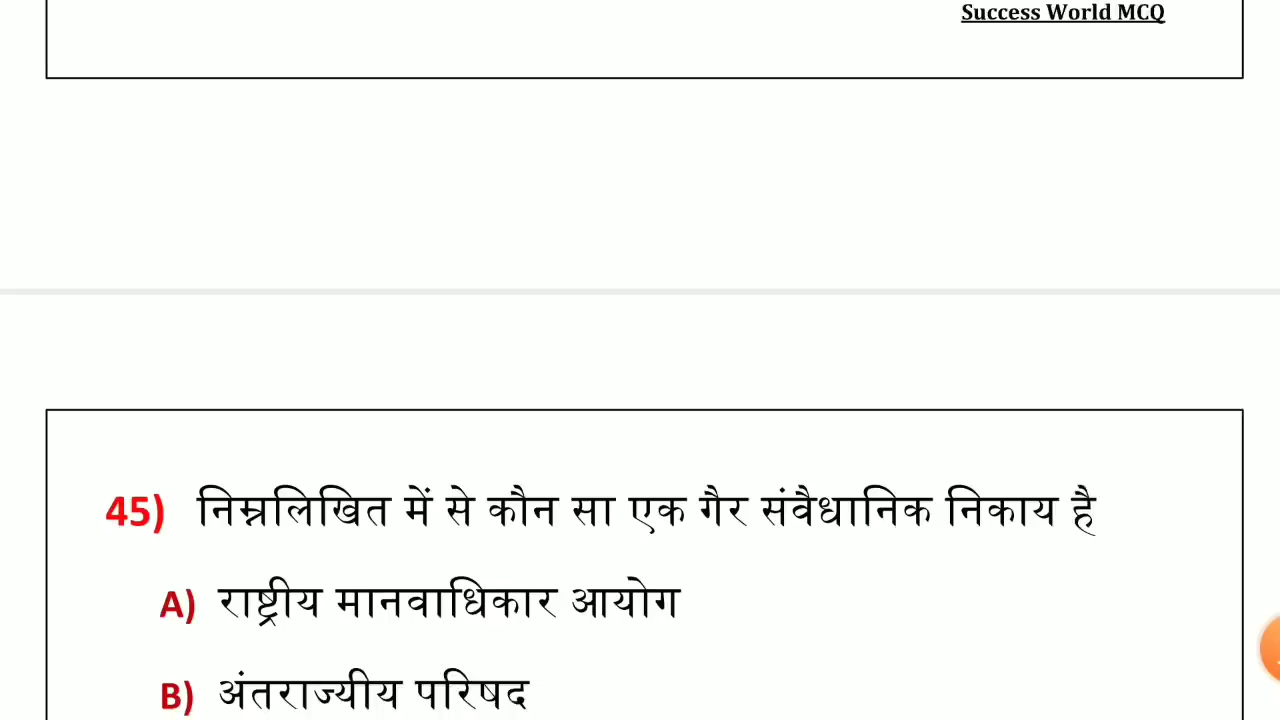 Success World MCQ
45) निम्नलिखित में से कौन सा एक गैर संवैधानिक निकाय है
A) राष्ट्रीय मानवाधिकार आयोग
B) अंतराज्यीय परिषद